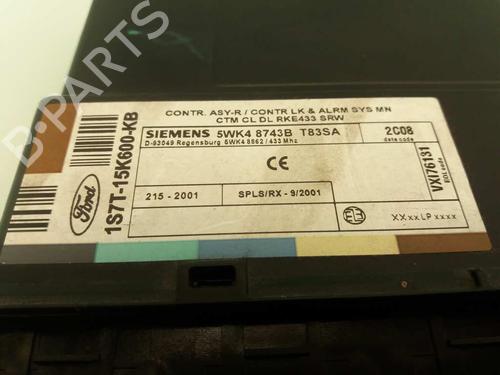 CONTR. ASY-R / CONTR LK & ALRM SYS MN
CTM CL DL RKE433 SRW
SIEMENS 5WK4 8743B T83SA
D-93049 Regensburg 5WK4 8862 / 433 Mhz
2C08
date code
CE
215 - 2001
SPLS/RX - 9/2001
XXxxLP xxxx
VXI76131
EOL code
Ford
1S7T-15K600-KB
B-PARTS